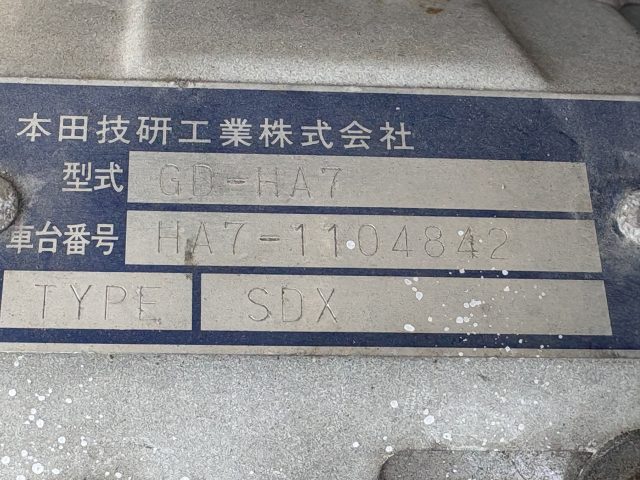 本田技研工業株式会社
型式 GD-HA7
車台番号 HA7-1104842
TYPE SDX